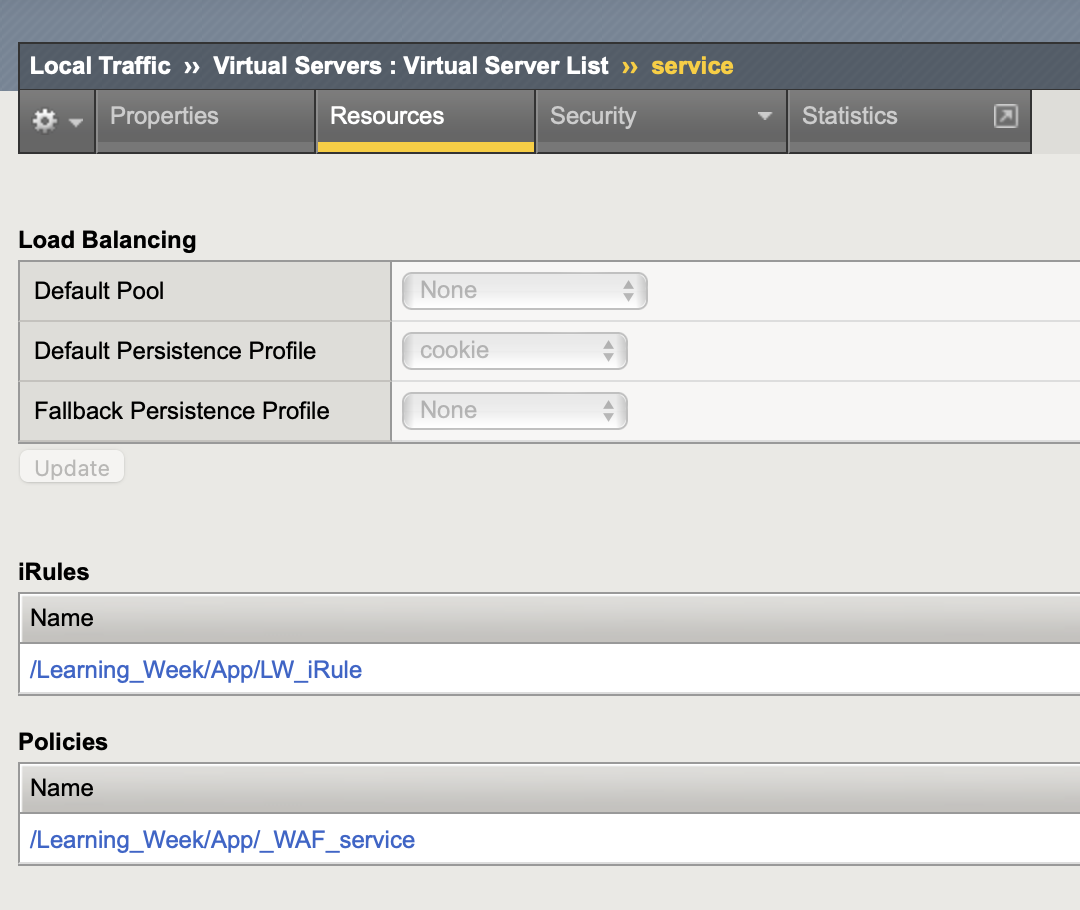 Local Traffic ›› Virtual Servers : Virtual Server List ›› service
Properties Resources Security Statistics
Load Balancing
Default Pool None
Default Persistence Profile cookie
Fallback Persistence Profile None
Update
iRules
Name
/Learning_Week/App/LW_iRule
Policies
Name
/Learning_Week/App/_WAF_service